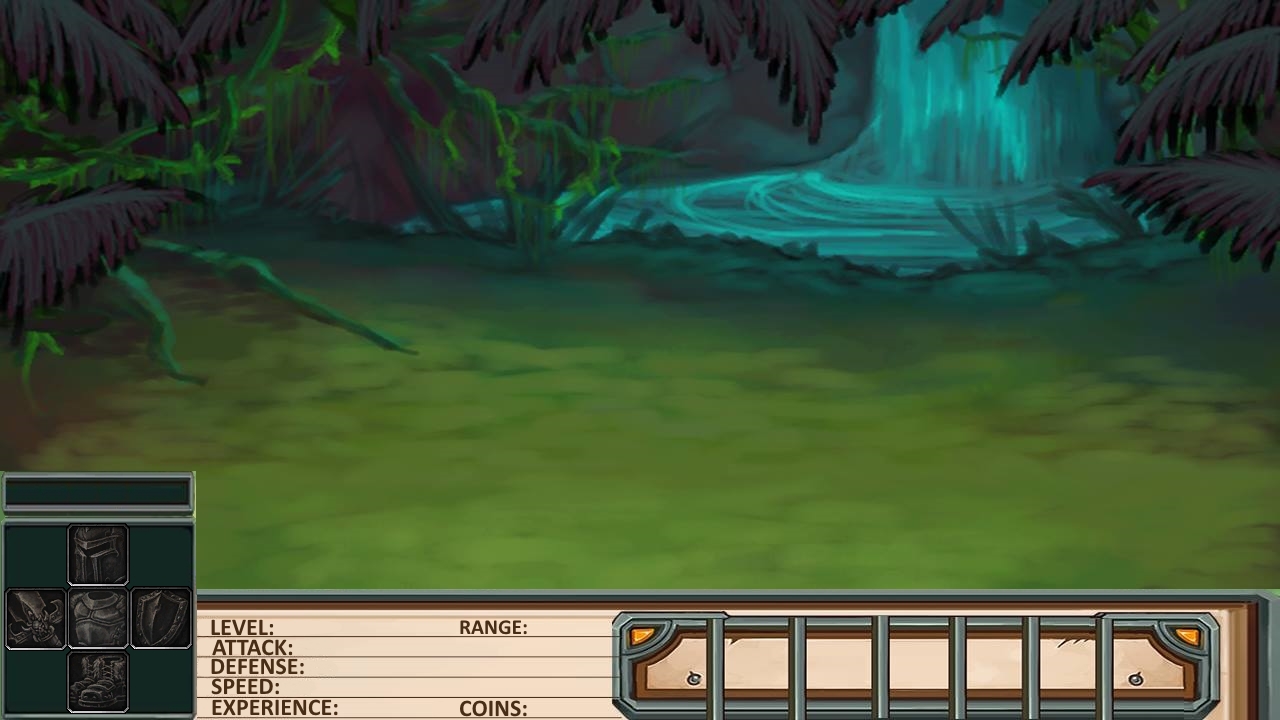 LEVEL: RANGE:
ATTACK:
DEFENSE:
SPEED:
EXPERIENCE: COINS: